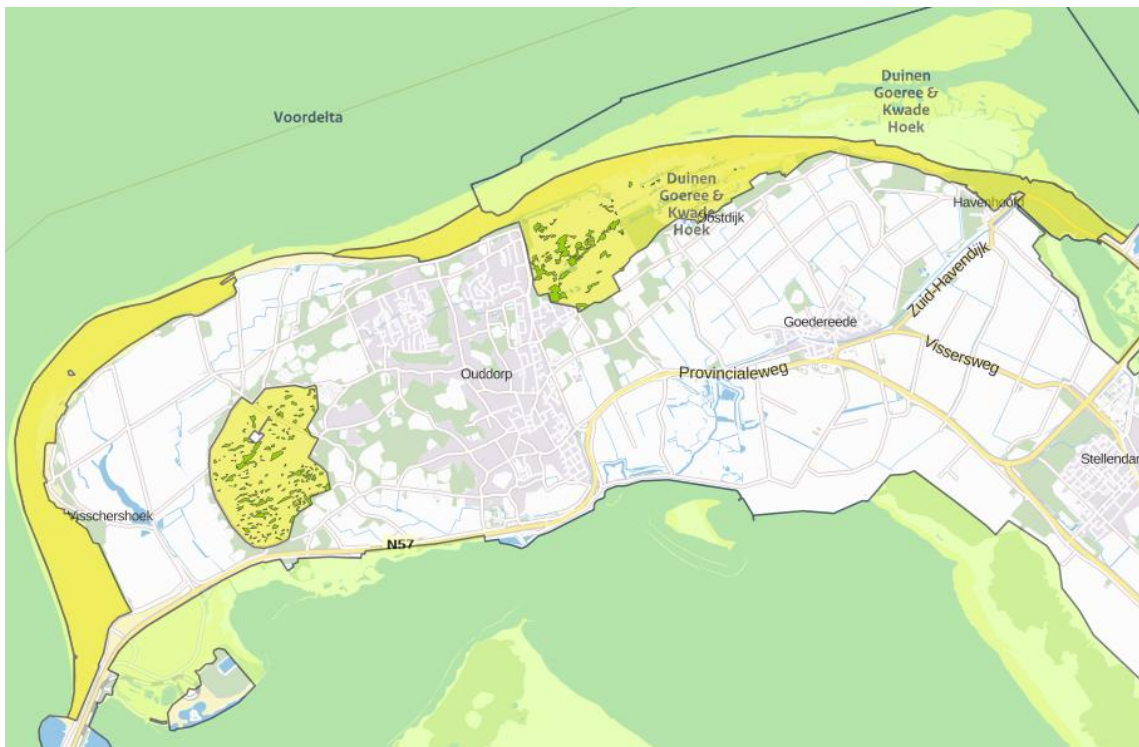 Duinen
Goeree &
Kwade
Hoek
Voordelta
Duinen
Goeree &
Kwade
Hoek
Oostdijk
Havenhoofd
Zuid-Havendijk
Goedereede
Vissersweg
Provincialeweg
Ouddorp
Stellendam
Visschershoek
N57